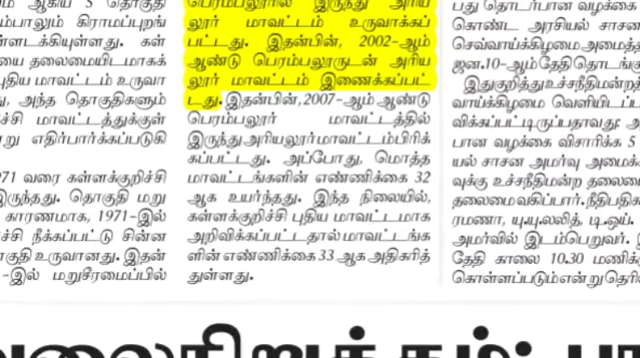 ம் ஆகிய 5 தொகுதி
கிராமப்புறங்
ள்ளடக்கியுள்ளது. கள்
யை தலைமையிடமாகக்
புதிய மாவட்டம் உருவா
து, அந்த தொகுதிகளும்
ச்சி மாவட்டத்துக்குள்
று எதிர்பார்க்கப்படுகி
71 வரை கள்ளக்குறிச்சி
இருந்தது. தொகுதி மறு
காரணமாக, 1971-இல்
ச்சி நீக்கப்பட்டு சின்ன
தொகுதி உருவானது. இதன்
-இல் மறுசீரமைப்பில்
பெரம்பலூரில் இருந்து அரிய
லூர் மாவட்டம் உருவாக்கப்
பட்டது. இதன்பின், 2002-ஆம்
ஆண்டு பெரம்பலூருடன் அரிய
லூர் மாவட்டம் இணைக்கப்பட்
டது. இதன்பின், 2007-ஆம் ஆண்டு
பெரம்பலூர் மாவட்டத்தில்
இருந்து அரியலூர் மாவட்டம் பிரிக்
கப்பட்டது. அப்போது, மொத்த
மாவட்டங்களின் எண்ணிக்கை 32
ஆக உயர்ந்தது. இந்த நிலையில்,
கள்ளக்குறிச்சி புதிய மாவட்டமாக
அறிவிக்கப்பட்டதால் மாவட்டங்க
ளின் எண்ணிக்கை 33 ஆக அதிகரித்
துள்ளது.
பது தொடர்பான வழக்கை
கொண்ட அரசியல் சாசன
செவ்வாய்க்கிழமை அமைத்
ஜன.10-ஆம் தேதி தொடங்கு
இதுகுறித்து உச்சநீதிமன்ற
வாய்க்கிழமை வெளியிடப்ப
விக்கப்பட்டிருப்பதாவது: அ
பான வழக்கை விசாரிக்க 5
யல் சாசன அமர்வு அமைக்
வுக்கு உச்சநீதிமன்ற தலைமை
தலைமை வகிப்பார். நீதிபதிக
ரமணா, யு.யு.லலித், டி.ஒய்.
அமர்வில் இடம்பெறுவர். இ
தேதி காலை 10.30 மணிக்கு
கொள்ளப்படும் என்று தெரி